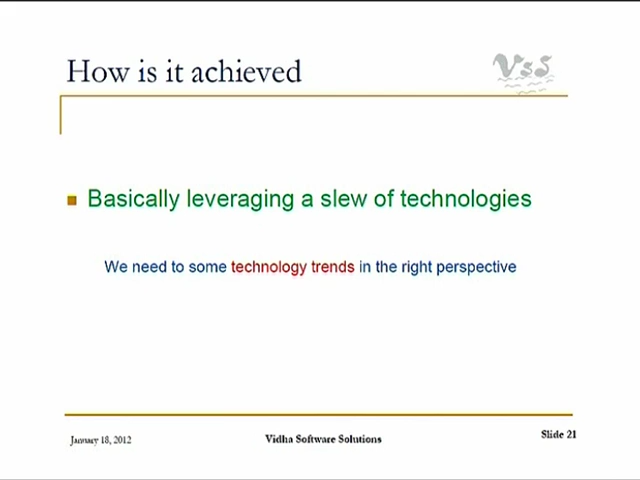 How is it achieved
VSS
Basically leveraging a slew of technologies
We need to some technology trends in the right perspective
January 18, 2012
Vidha Software Solutions
Slide 21